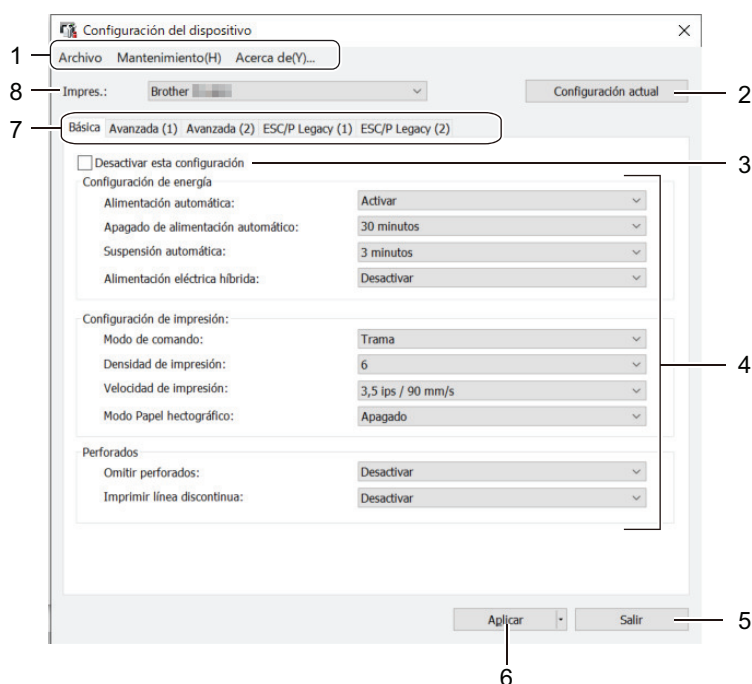 Configuración del dispositivo
1 Archivo Mantenimiento(H) Acerca de(Y)...
8 Impres.: Brother Configuración actual 2
7 Básica Avanzada (1) Avanzada (2) ESC/P Legacy (1) ESC/P Legacy (2)
Desactivar esta configuración 3
Configuración de energía
Alimentación automática: Activar
Apagado de alimentación automático: 30 minutos
Suspensión automática: 3 minutos
Alimentación eléctrica híbrida: Desactivar
Configuración de impresión:
Modo de comando: Trama
Densidad de impresión: 6 4
Velocidad de impresión: 3,5 ips / 90 mm/s
Modo Papel hectográfico: Apagado
Perforados
Omitir perforados: Desactivar
Imprimir línea discontinua: Desactivar
Aplicar Salir 5
6